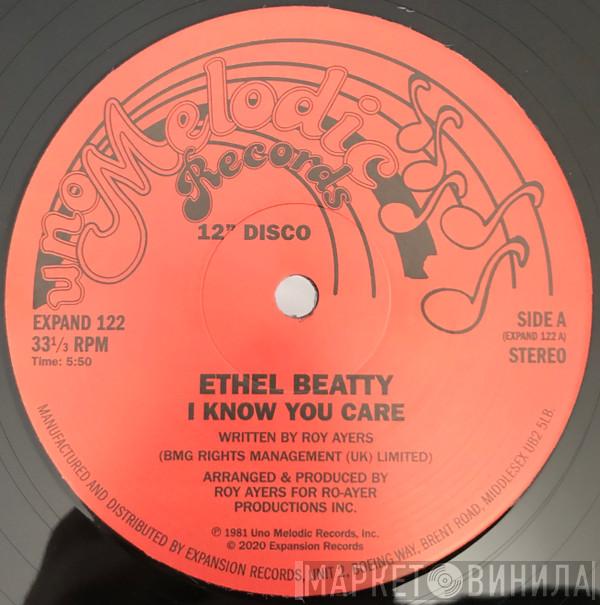 uno Melodic
Records
12" DISCO
EXPAND 122
33¹/₃ RPM
Time: 5:50
SIDE A
(EXPAND 122 A)
STEREO
ETHEL BEATTY
I KNOW YOU CARE
WRITTEN BY ROY AYERS
(BMG RIGHTS MANAGEMENT (UK) LIMITED)
ARRANGED & PRODUCED BY
ROY AYERS FOR RO-AYER
PRODUCTIONS INC.
℗ 1981 Uno Melodic Records, Inc.
© 2020 Expansion Records
MANUFACTURED AND DISTRIBUTED BY EXPANSION RECORDS, UNIT 2, BOEING WAY, BRENT ROAD, MIDDLESEX UB2 5LB.
МАРКЕТ ВИНИЛА